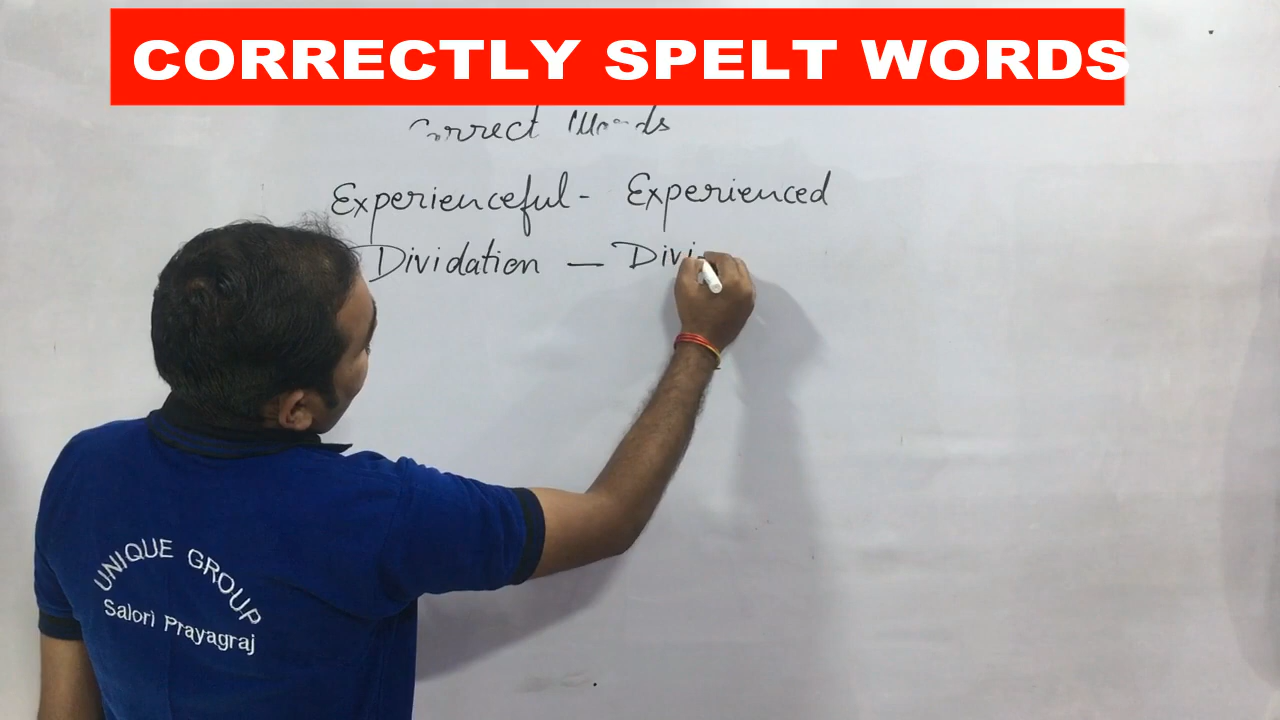 CORRECTLY SPELT WORDS
Correct Words
Experienceful - Experienced
Dividation — Divi
UNIQUE GROUP
Salori Prayagraj